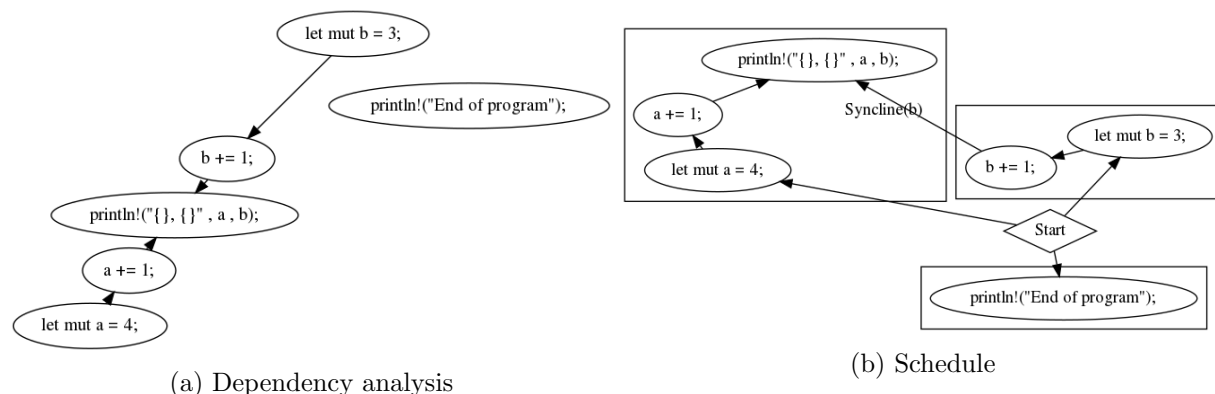 let mut b = 3;
println!("End of program");
b += 1;
println!("{}, {}" , a , b);
a += 1;
let mut a = 4;
(a) Dependency analysis
println!("{}, {}" , a , b);
a += 1;
Syncline(b)
let mut b = 3;
b += 1;
let mut a = 4;
Start
println!("End of program");
(b) Schedule